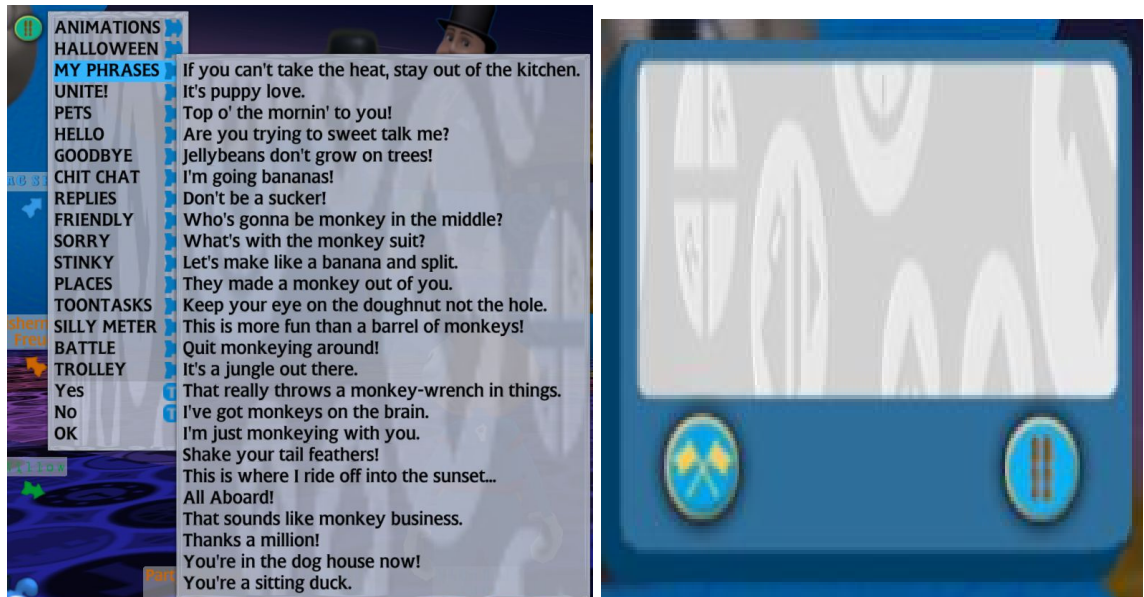 ANIMATIONS
HALLOWEEN
MY PHRASES
UNITE!
PETS
HELLO
GOODBYE
CHIT CHAT
REPLIES
FRIENDLY
SORRY
STINKY
PLACES
TOONTASKS
SILLY METER
BATTLE
TROLLEY
Yes
No
OK
If you can't take the heat, stay out of the kitchen.
It's puppy love.
Top o' the mornin' to you!
Are you trying to sweet talk me?
Jellybeans don't grow on trees!
I'm going bananas!
Don't be a sucker!
Who's gonna be monkey in the middle?
What's with the monkey suit?
Let's make like a banana and split.
They made a monkey out of you.
Keep your eye on the doughnut not the hole.
This is more fun than a barrel of monkeys!
Quit monkeying around!
It's a jungle out there.
That really throws a monkey-wrench in things.
I've got monkeys on the brain.
I'm just monkeying with you.
Shake your tail feathers!
This is where I ride off into the sunset...
All Aboard!
That sounds like monkey business.
Thanks a million!
You're in the dog house now!
You're a sitting duck.